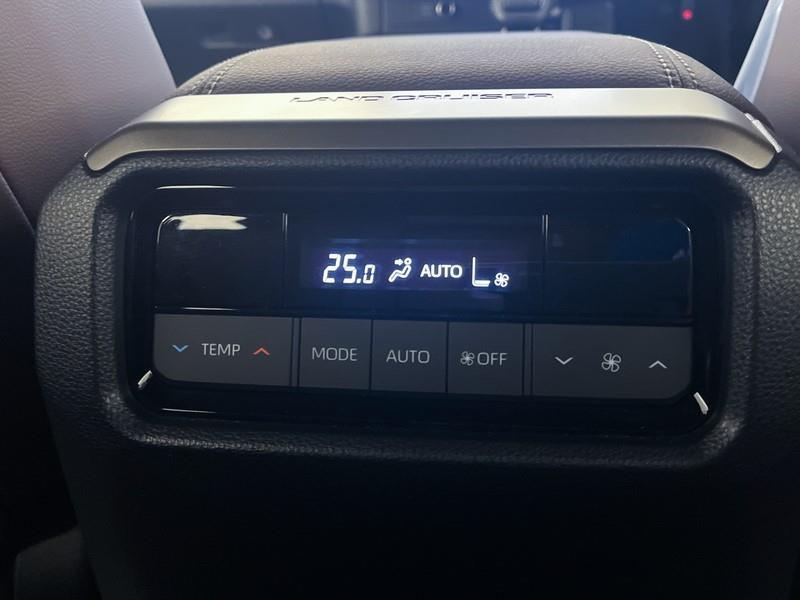 LAND CRUISER
25.0 AUTO
TEMP MODE AUTO OFF